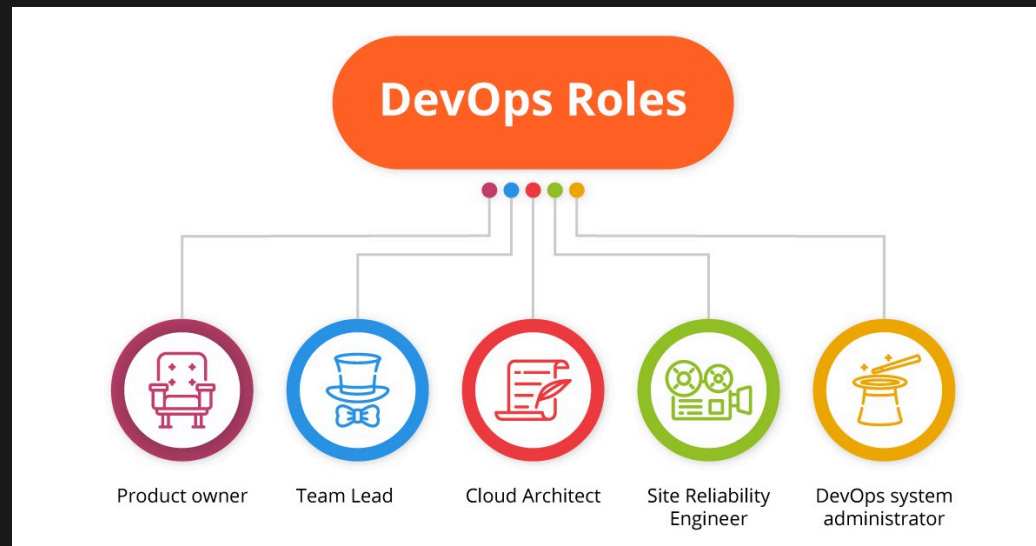 DevOps Roles
Product owner
Team Lead
Cloud Architect
Site Reliability
Engineer
DevOps system
administrator